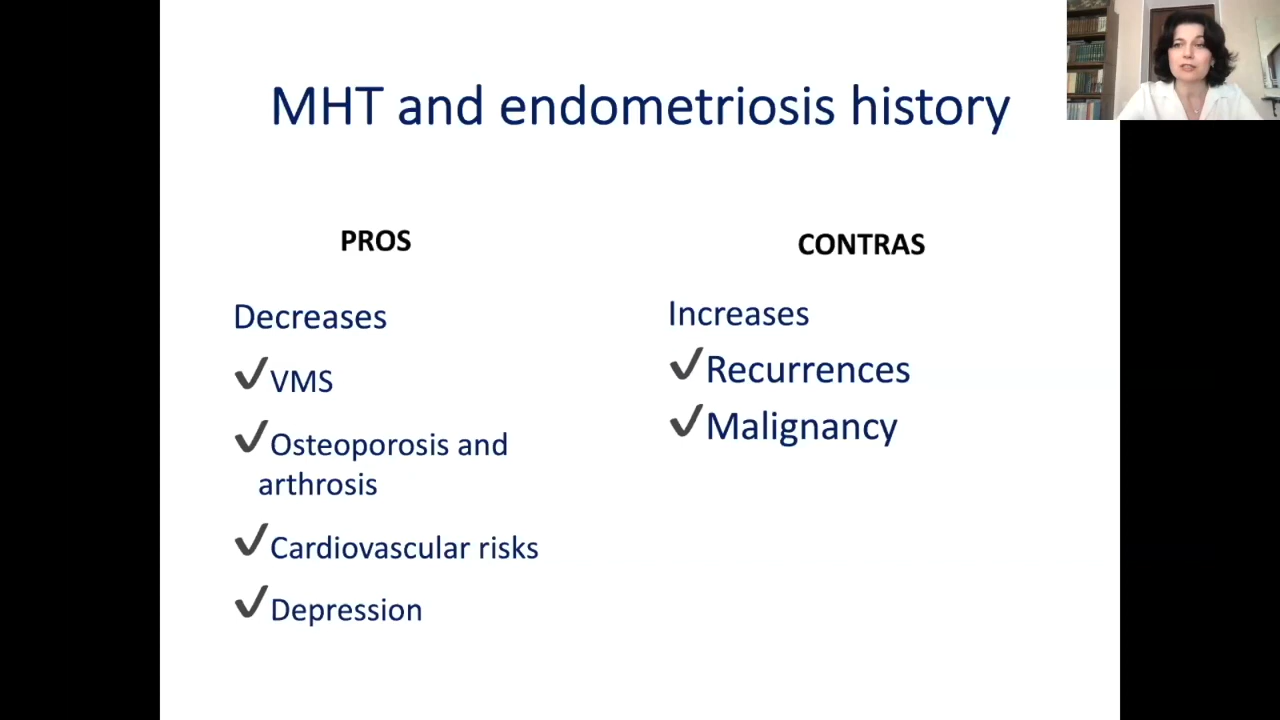 MHT and endometriosis history
PROS
Decreases
✓VMS
✓Osteoporosis and
arthrosis
✓Cardiovascular risks
✓Depression
CONTRAS
Increases
✓Recurrences
✓Malignancy